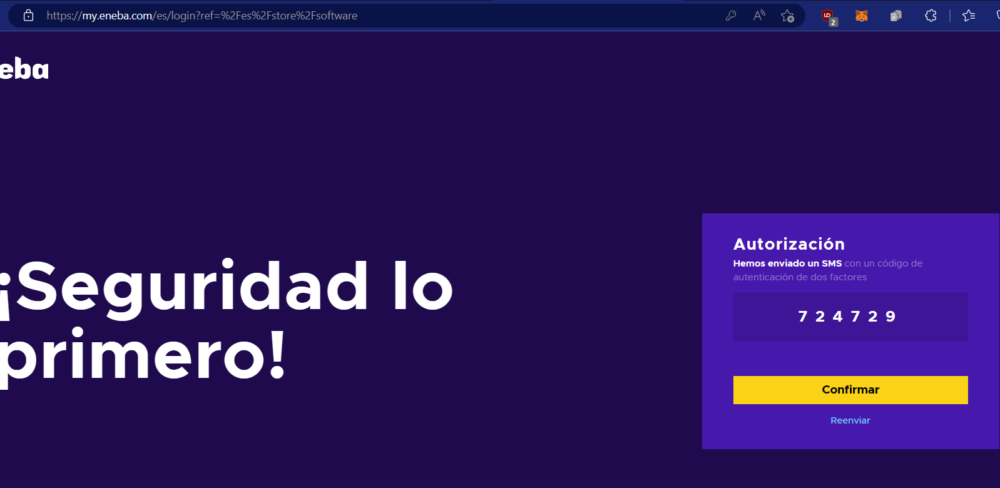 https://my.eneba.com/es/login?ref=%2Fes%2Fstore%2Fsoftware
2
eba
¡Seguridad lo
primero!
Autorización
Hemos enviado un SMS con un código de
autenticación de dos factores
7 2 4 7 2 9
Confirmar
Reenviar